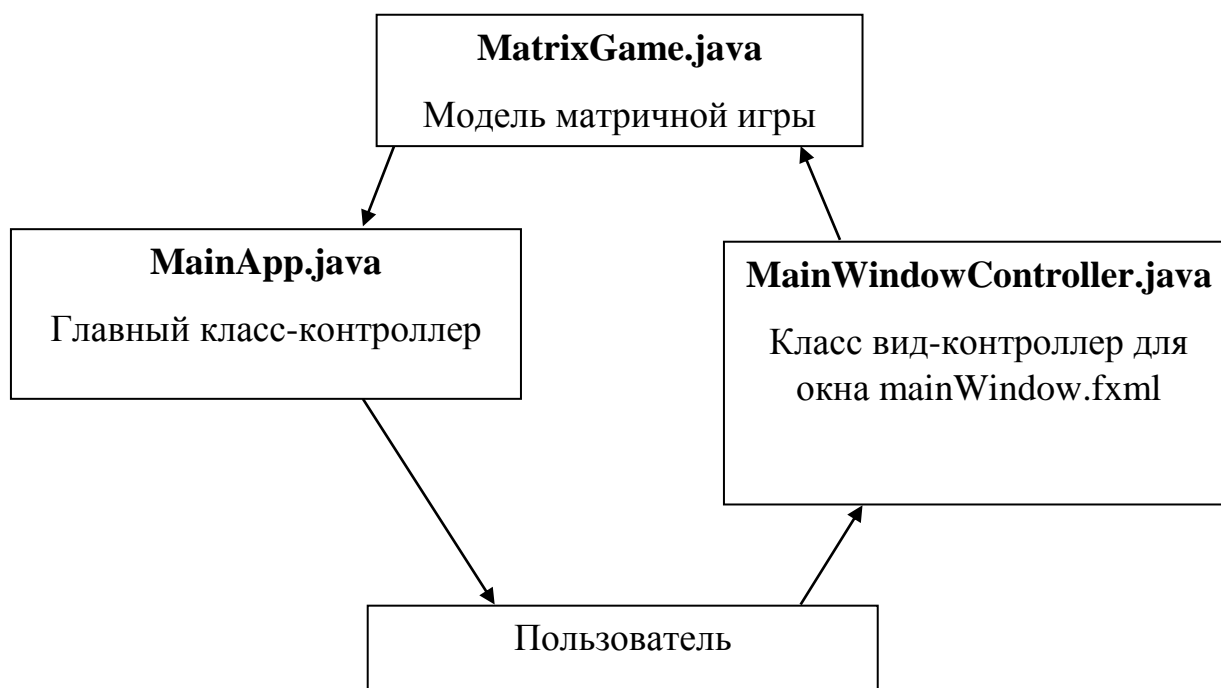 MatrixGame.java
Модель матричной игры
MainApp.java
Главный класс-контроллер
MainWindowController.java
Класс вид-контроллер для
окна mainWindow.fxml
Пользователь